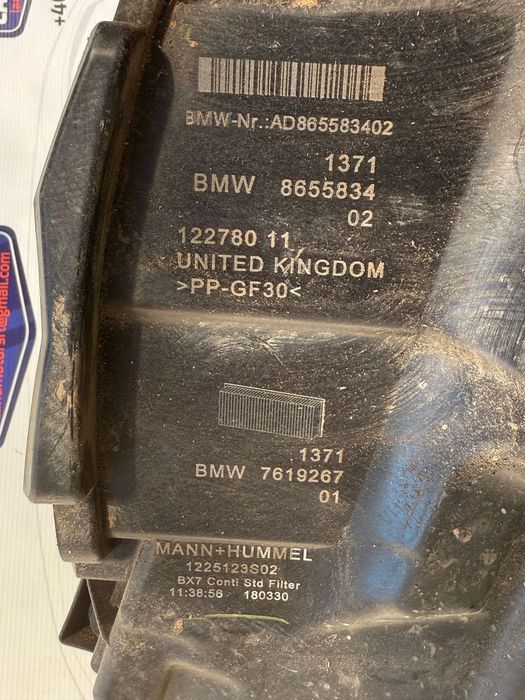 BMW-Nr.:AD865583402
1371
BMW 8655834
02
122780 11
UNITED KINGDOM
>PP-GF30<
1371
BMW 7619267
01
MANN+HUMMEL
1225123S02
BX7 Conti Std Filter
11:38:56 180330